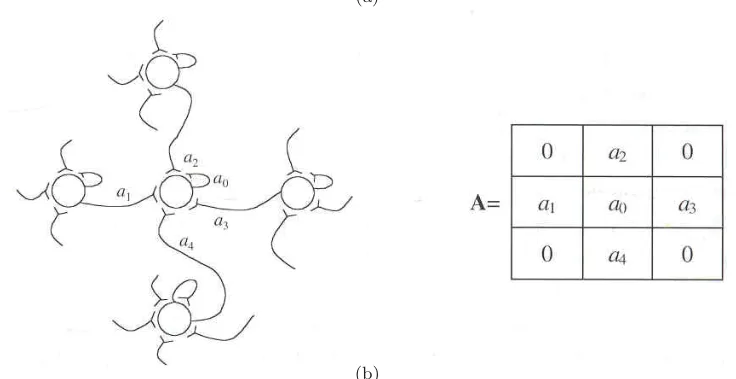 (a)
a₂
a₀
a₁
a₃
a₄
A=
0 a₂ 0
a₁ a₀ a₃
0 a₄ 0
(b)